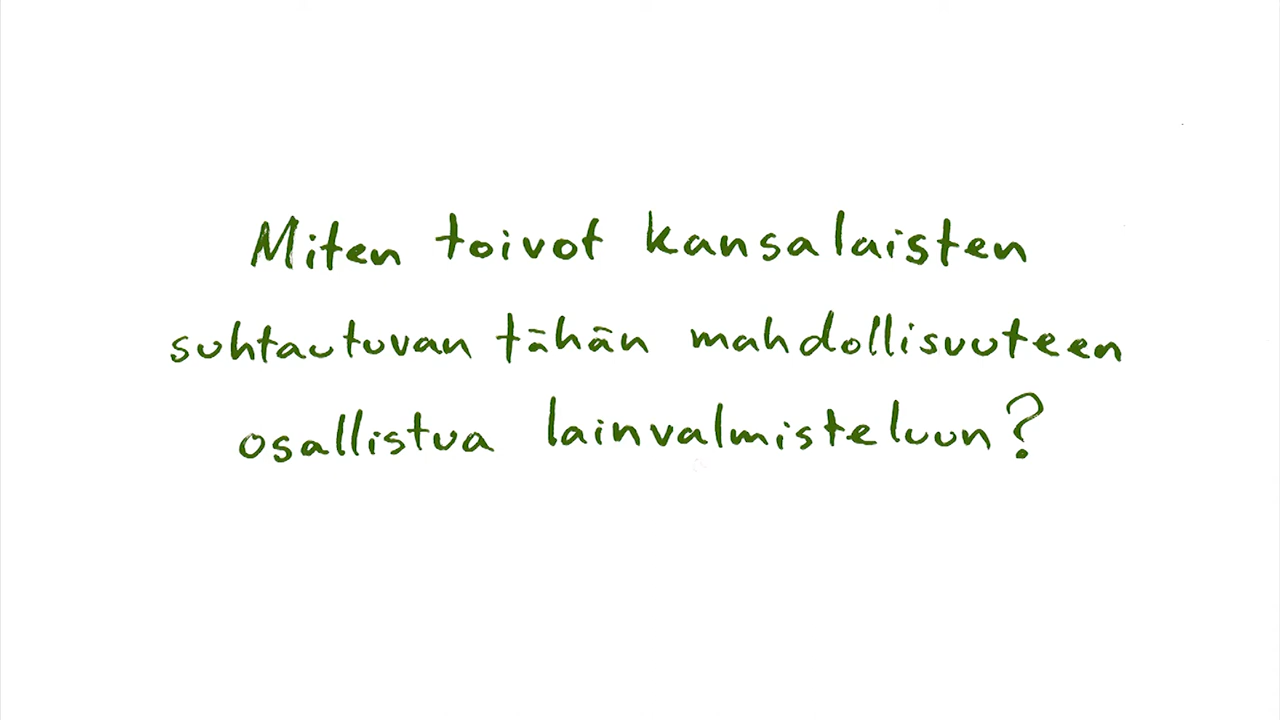 Miten toivot kansalaisten
suhtautuvan tähän mahdollisuuteen
osallistua lainvalmisteluun?